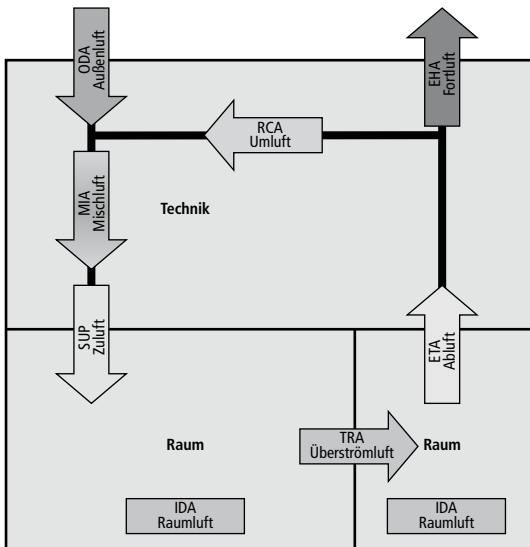 ODA
Außenluft
EHA
Fortluft
RCA
Umluft
MIA
Mischluft
Technik
SUP
Zuluft
ETA
Abluft
Raum
TRA
Überströmluft
Raum
IDA
Raumluft
IDA
Raumluft